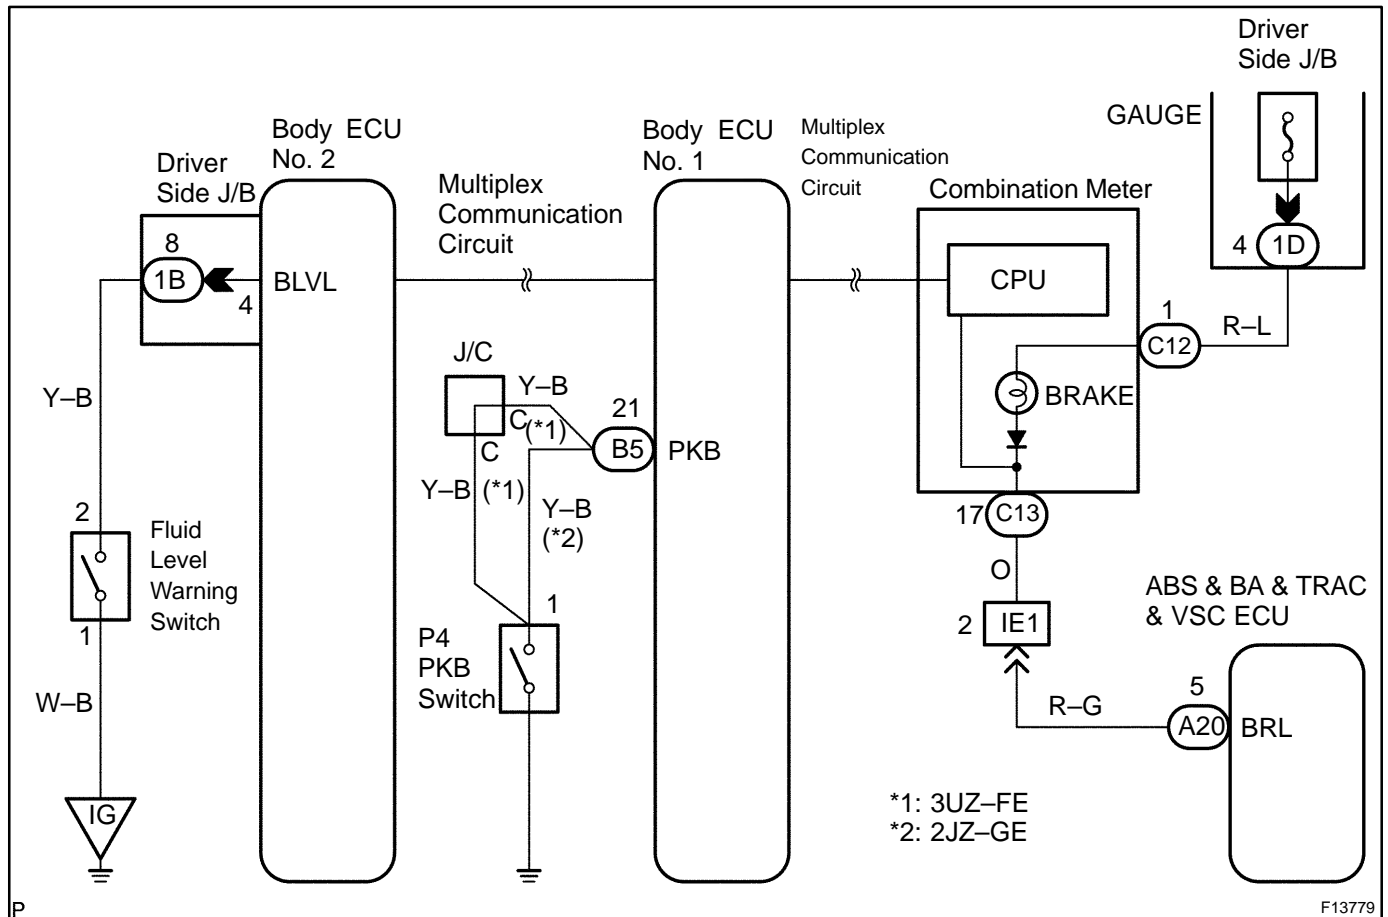 Driver
Side J/B
GAUGE
4
1D
Body ECU
No. 2
Body ECU
No. 1
Multiplex
Communication
Circuit
Driver
Side J/B
Multiplex
Communication
Circuit
Combination Meter
8
1B
4
BLVL
CPU
1
C12
R–L
J/C
Y–B
C
(*1)
C
Y–B
(*1)
21
B5
PKB
BRAKE
Y–B
Y–B
(*2)
17
C13
2
Fluid
Level
Warning
Switch
1
O
ABS & BA & TRAC
& VSC ECU
1
P4
PKB
Switch
2
IE1
W–B
R–G
5
A20
BRL
IG
*1: 3UZ–FE
*2: 2JZ–GE
P
F13779